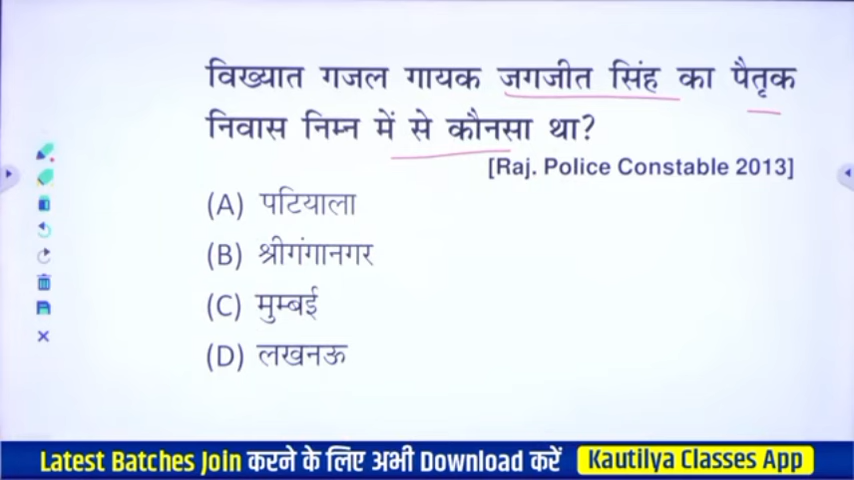 विख्यात गजल गायक जगजीत सिंह का पैतृक
निवास निम्न में से कौनसा था?
[Raj. Police Constable 2013]
(A) पटियाला
(B) श्रीगंगानगर
(C) मुम्बई
(D) लखनऊ
Latest Batches Join करने के लिए अभी Download करें Kautilya Classes App